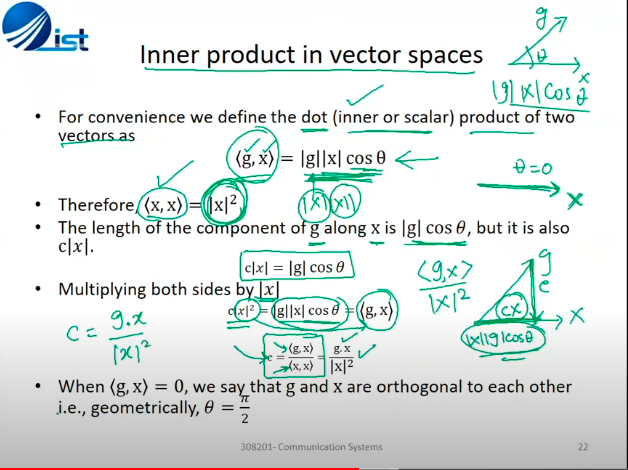 ist
Inner product in vector spaces
g
θ
x
|g||x| cos θ
• For convenience we define the dot (inner or scalar) product of two
vectors as
⟨g, x⟩ = |g||x| cos θ
θ=0
x
• Therefore, ⟨x, x⟩ = |x|²
|x| |x||
• The length of the component of g along x is |g| cos θ, but it is also
c|x|.
c|x| = |g| cos θ
• Multiplying both sides by |x|
⟨g,x⟩
|x|²
g
e
cx
x
|x||g|cosθ
c|x|² = |g||x| cos θ = ⟨g, x⟩
c = g.x
|x|²
c = ⟨g, x⟩ / ⟨x, x⟩ = g. x / |x|²
• When ⟨g, x⟩ = 0, we say that g and x are orthogonal to each other
i.e., geometrically, θ = π/2
308201- Communication Systems
22